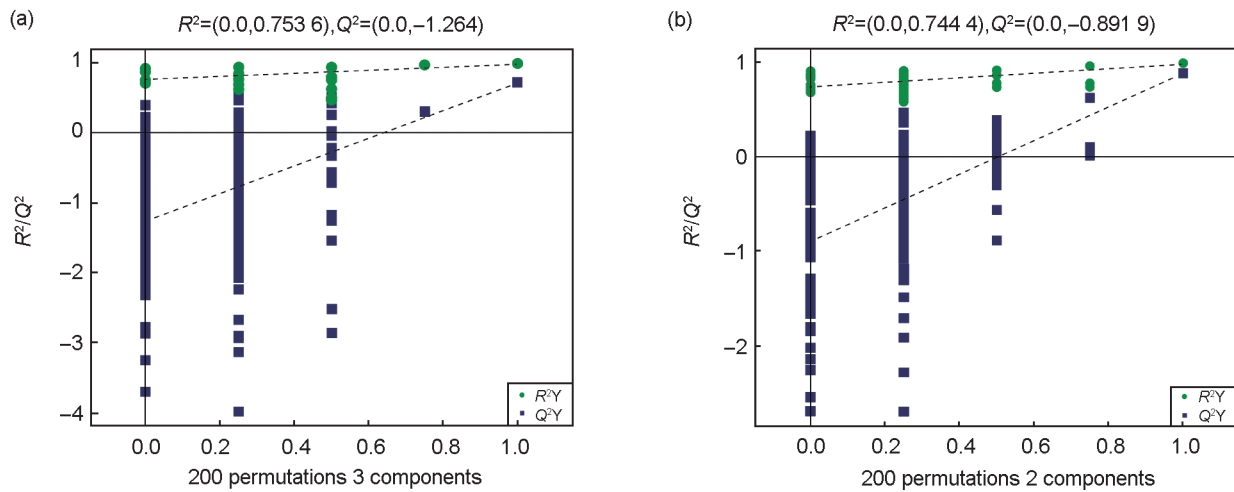 (a)
R²=(0.0,0.753 6),Q²=(0.0,−1.264)
R²/Q²
1
0
−1
−2
−3
−4
0.0 0.2 0.4 0.6 0.8 1.0
R²Y
Q²Y
200 permutations 3 components
(b)
R²=(0.0,0.744 4),Q²=(0.0,−0.891 9)
R²/Q²
1
0
−1
−2
0.0 0.2 0.4 0.6 0.8 1.0
R²Y
Q²Y
200 permutations 2 components